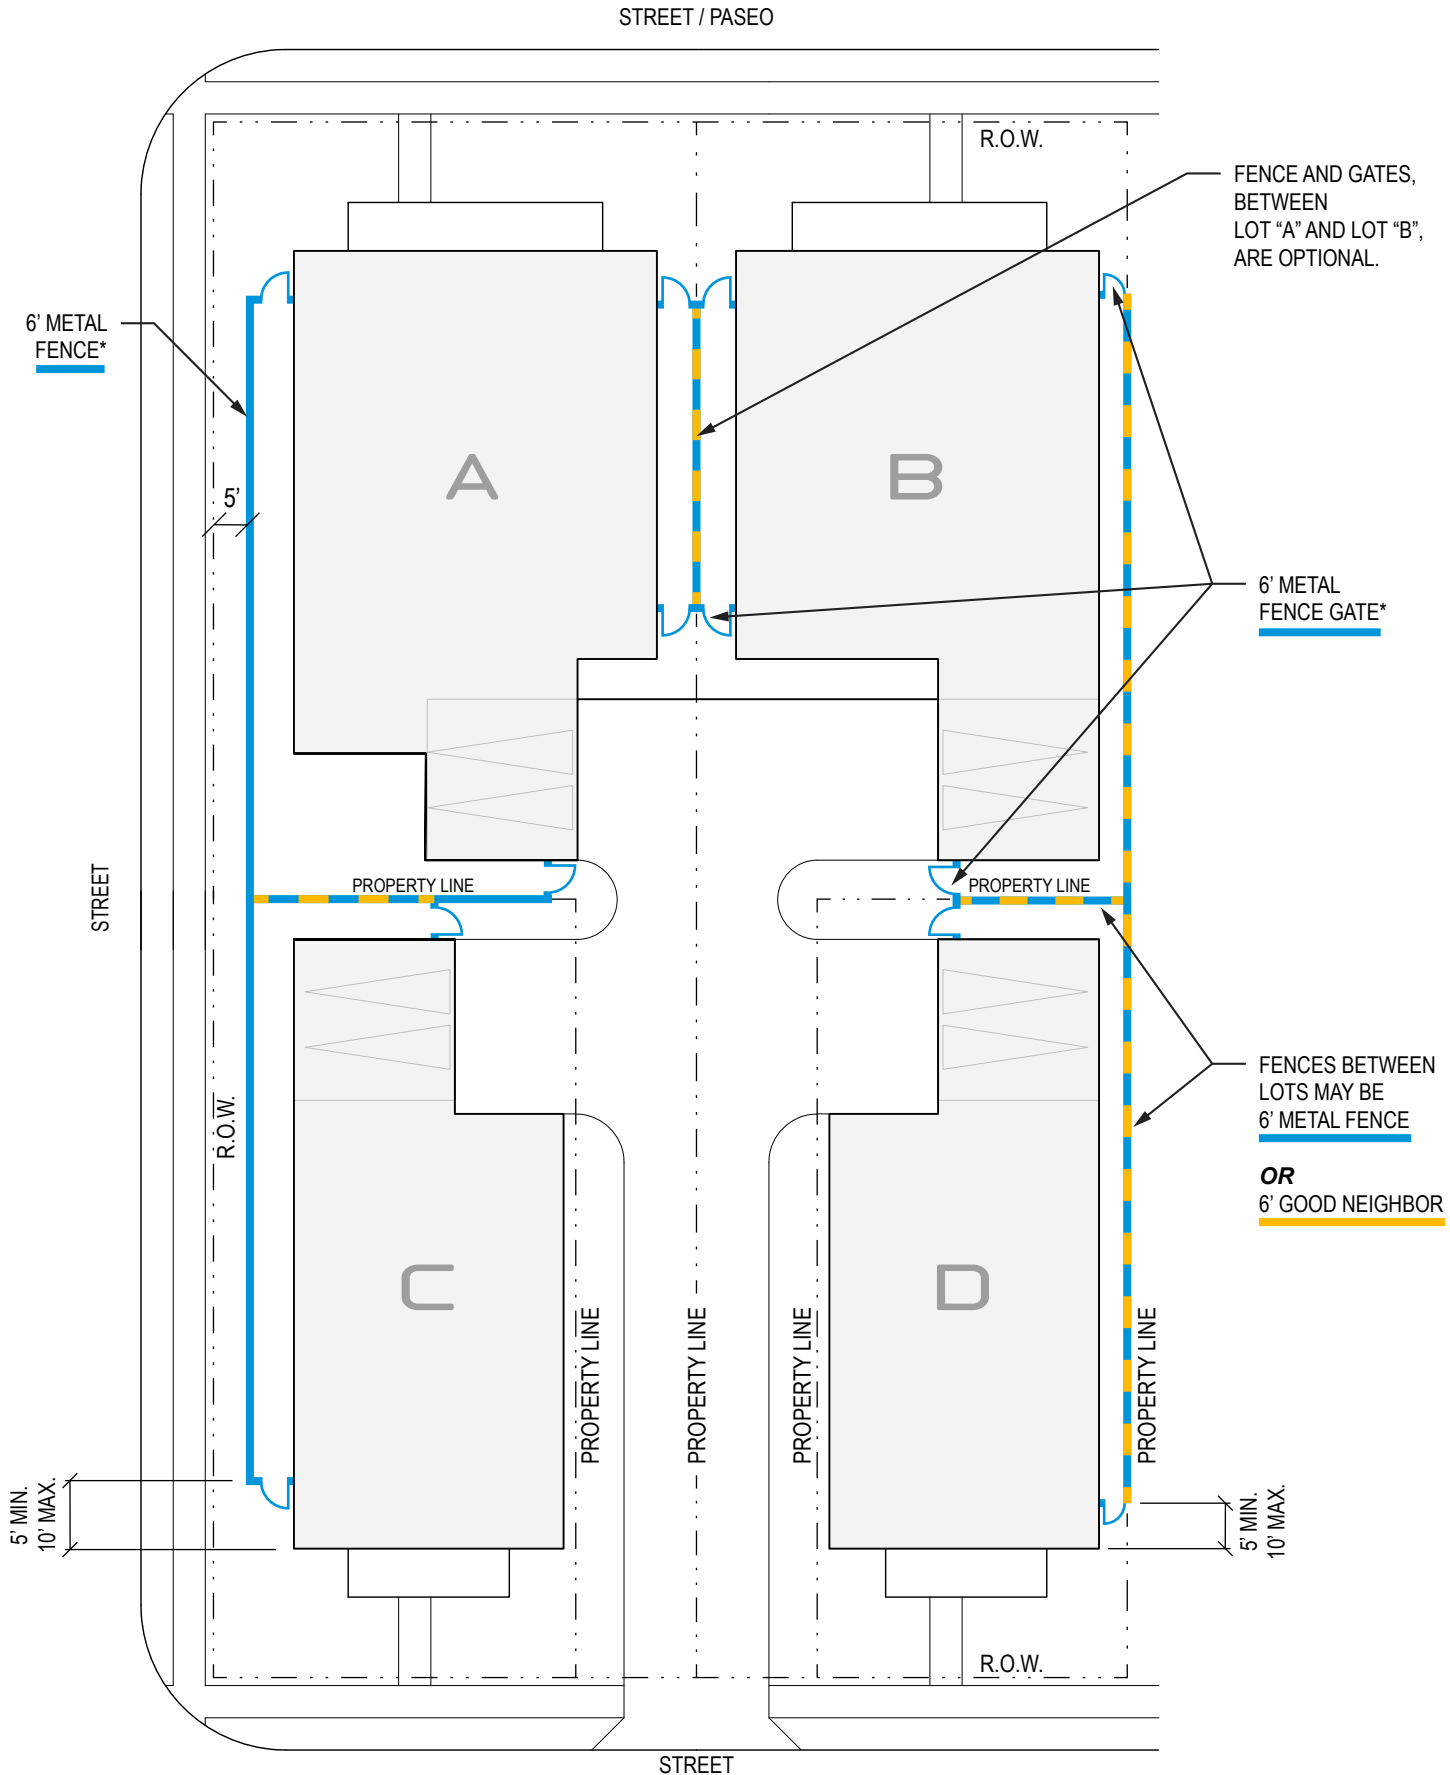 STREET / PASEO
R.O.W.
FENCE AND GATES,
BETWEEN
LOT “A” AND LOT “B”,
ARE OPTIONAL.
6’ METAL
FENCE*
A
B
5’
6’ METAL
FENCE GATE*
STREET
PROPERTY LINE
PROPERTY LINE
FENCES BETWEEN
LOTS MAY BE
6’ METAL FENCE
OR
6’ GOOD NEIGHBOR
R.O.W.
C
D
PROPERTY LINE
PROPERTY LINE
PROPERTY LINE
PROPERTY LINE
5’ MIN.
10’ MAX.
5’ MIN.
10’ MAX.
R.O.W.
STREET